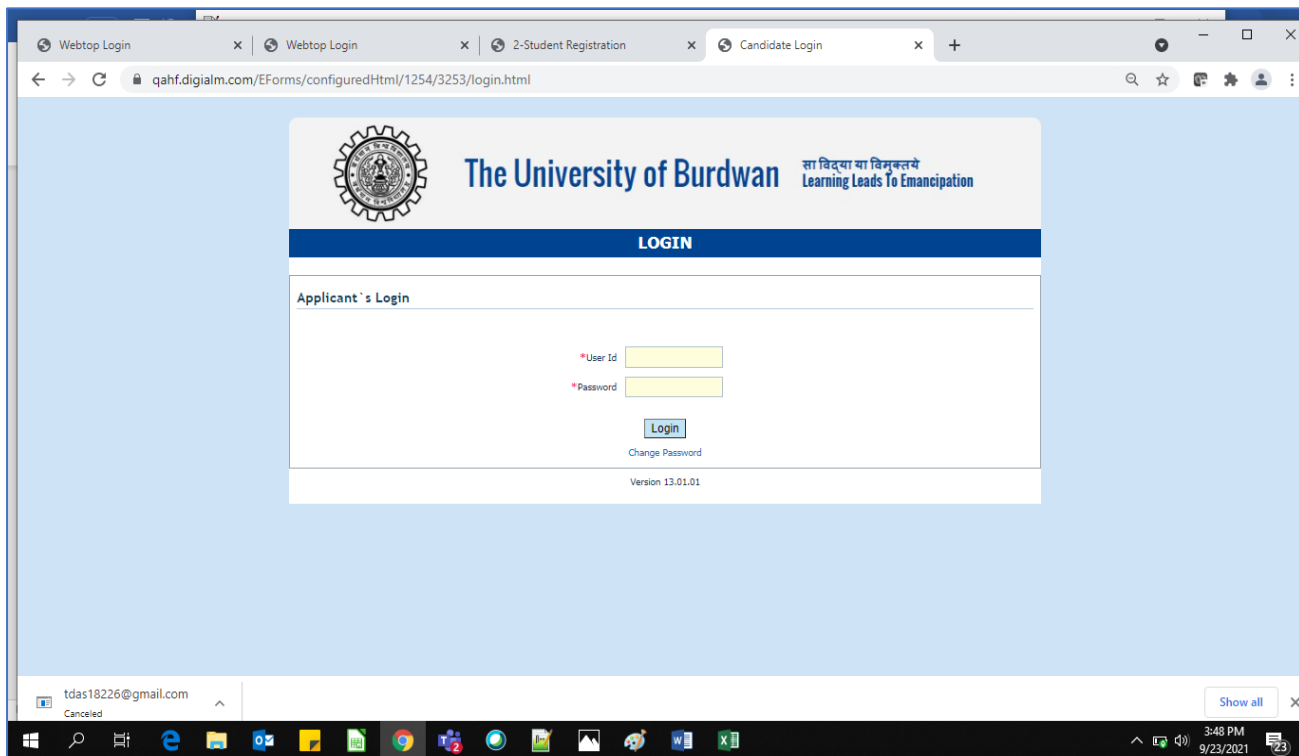 Webtop Login
Webtop Login
2-Student Registration
Candidate Login
qahf.digialm.com/EForms/configuredHtml/1254/3253/login.html
The University of Burdwan
सा विद्या या विमुक्तये
Learning Leads To Emancipation
LOGIN
Applicant`s Login
*User Id
*Password
Login
Change Password
Version 13.01.01
tdas18226@gmail.com
Canceled
Show all
3:48 PM
9/23/2021
23
2